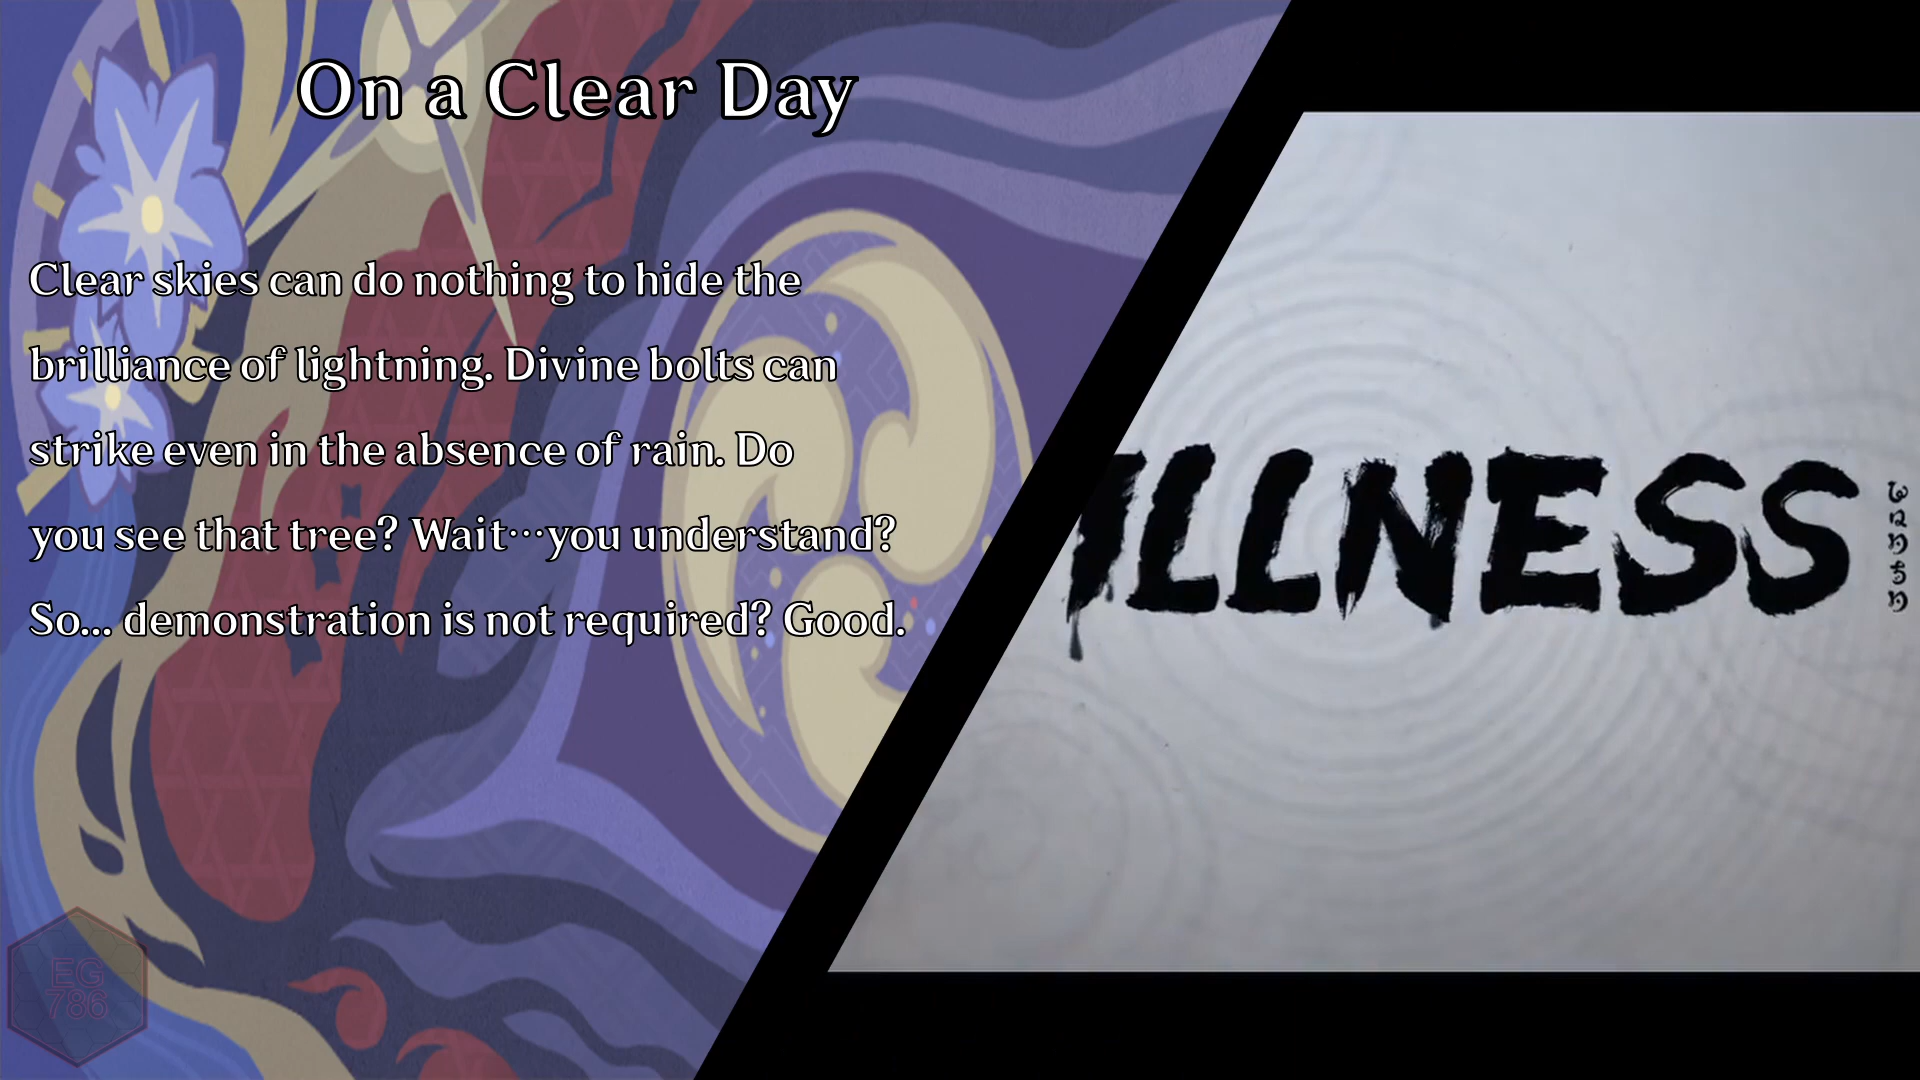 On a Clear Day
Clear skies can do nothing to hide the
brilliance of lightning. Divine bolts can
strike even in the absence of rain. Do
you see that tree? Wait⋯you understand?
So... demonstration is not required? Good.
ILLNESS
EG
786